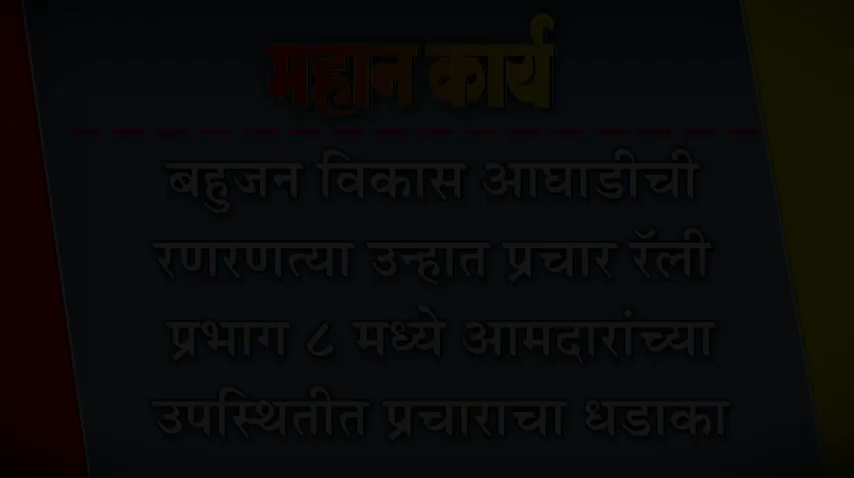 महान कार्य
बहुजन विकास आघाडीची
रणरणत्या उन्हात प्रचार रॅली
प्रभाग ८ मध्ये आमदारांच्या
उपस्थितीत प्रचाराचा धडाका